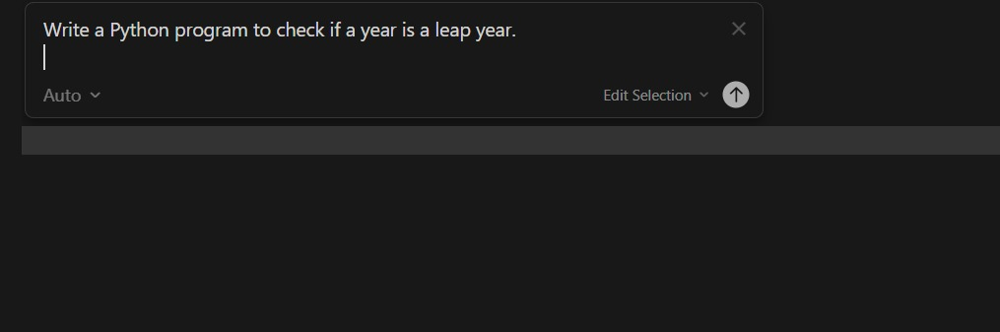 Write a Python program to check if a year is a leap year.
Auto
Edit Selection